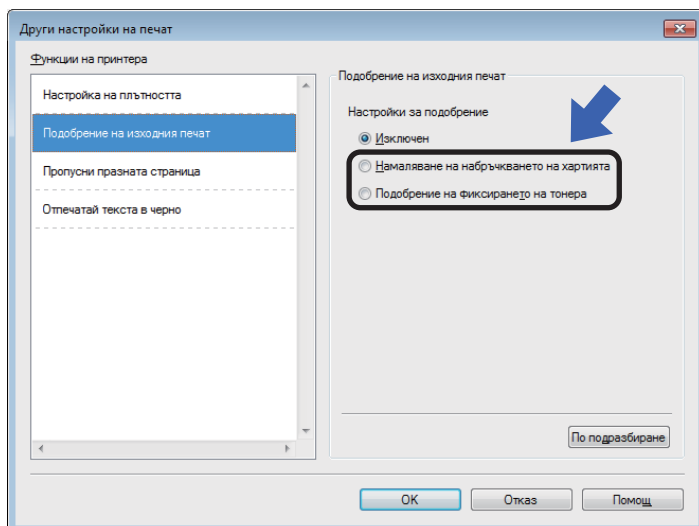 Други настройки на печат
Функции на принтера
Настройка на плътността
Подобрение на изходния печат
Пропусни празната страница
Отпечатай текста в черно
Подобрение на изходния печат
Настройки за подобрение
Изключен
Намаляване на набръчкването на хартията
Подобрение на фиксирането на тонера
По подразбиране
OK
Отказ
Помощ